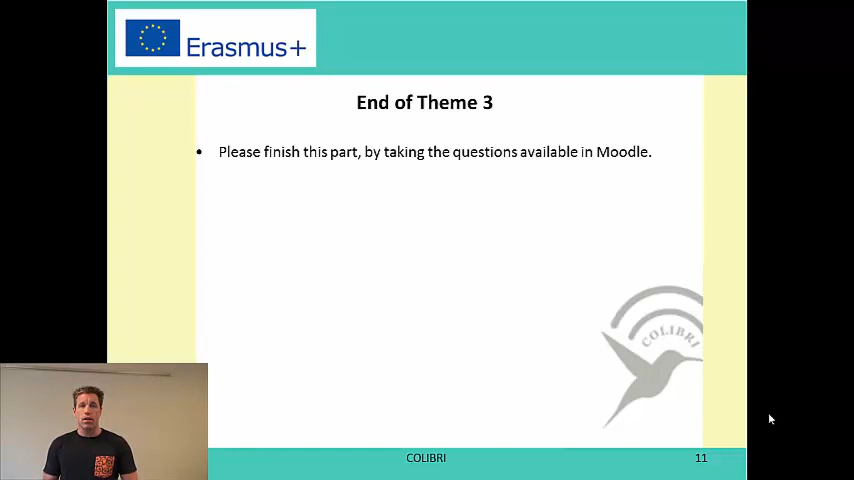 Erasmus+
End of Theme 3
• Please finish this part, by taking the questions available in Moodle.
COLIBRI
COLIBRI
11